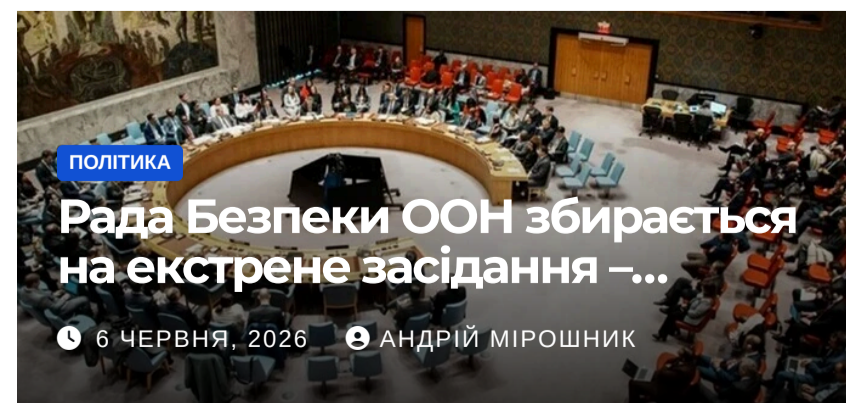 ПОЛІТИКА
Рада Безпеки ООН збирається
на екстрене засідання –...
6 ЧЕРВНЯ, 2026 АНДРІЙ МІРОШНИК